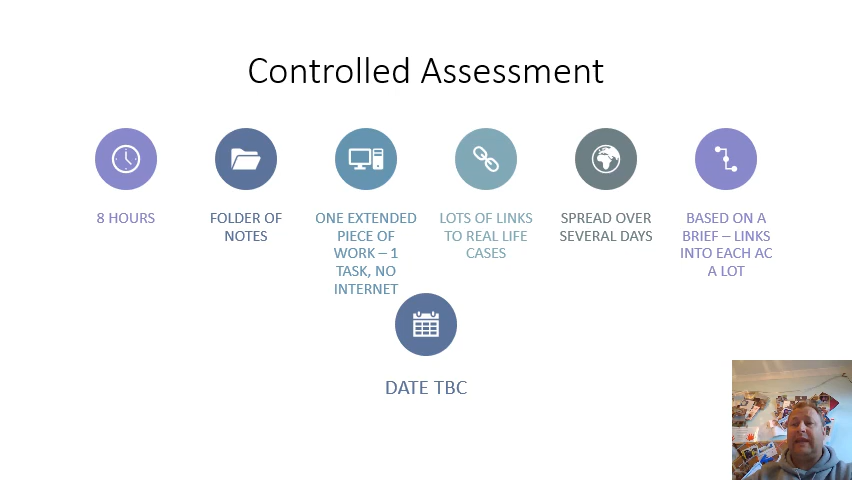 Controlled Assessment
8 HOURS
FOLDER OF
NOTES
ONE EXTENDED
PIECE OF
WORK – 1
TASK, NO
INTERNET
LOTS OF LINKS
TO REAL LIFE
CASES
SPREAD OVER
SEVERAL DAYS
BASED ON A
BRIEF – LINKS
INTO EACH AC
A LOT
DATE TBC